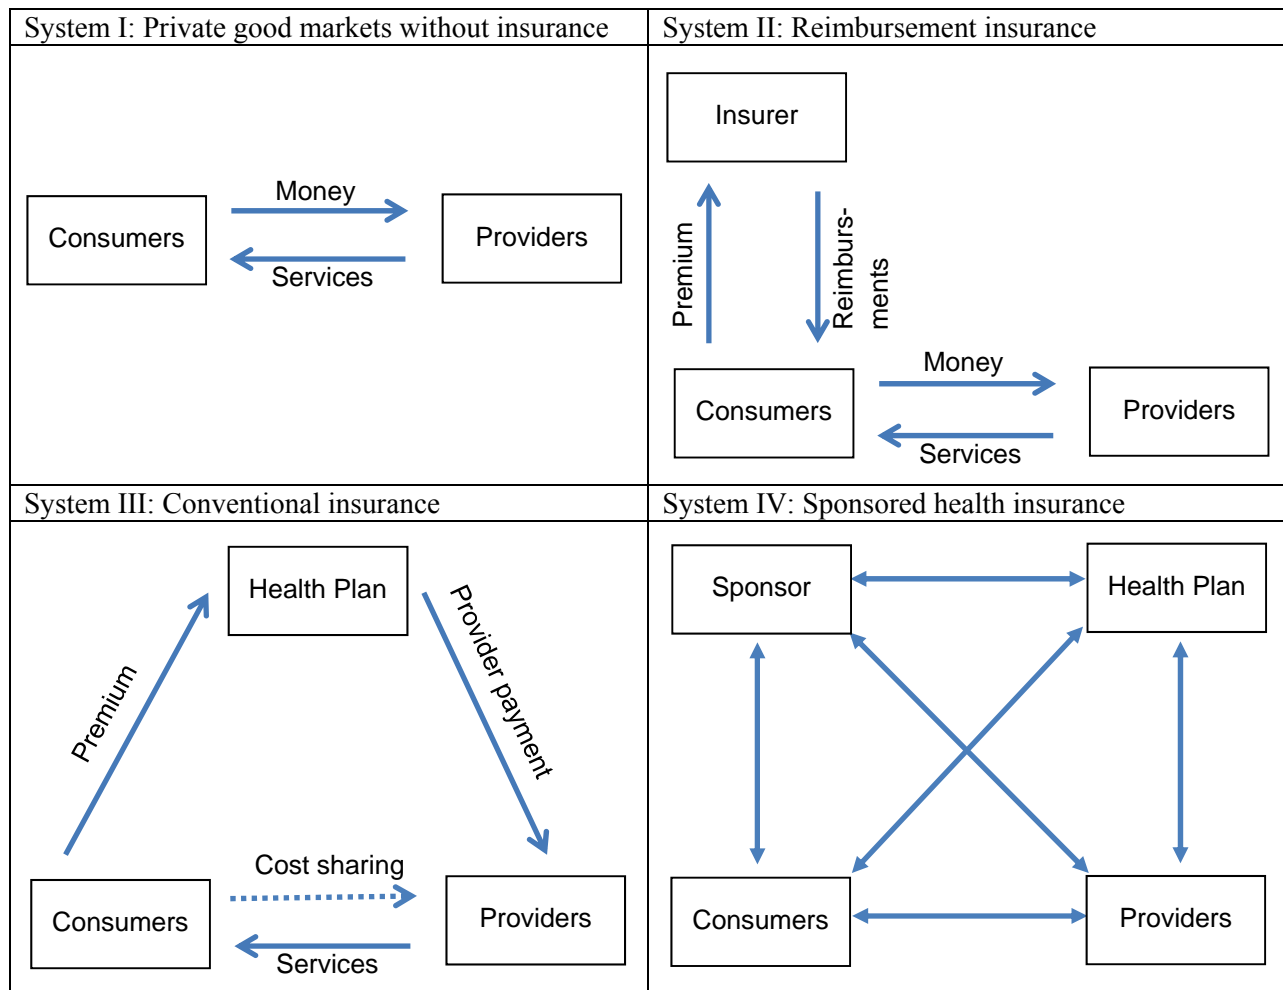 System I: Private good markets without insurance
Consumers
Money
Services
Providers
System II: Reimbursement insurance
Insurer
Premium
Reimburs-
ments
Consumers
Money
Services
Providers
System III: Conventional insurance
Health Plan
Premium
Provider payment
Consumers
Cost sharing
Services
Providers
System IV: Sponsored health insurance
Sponsor
Health Plan
Consumers
Providers